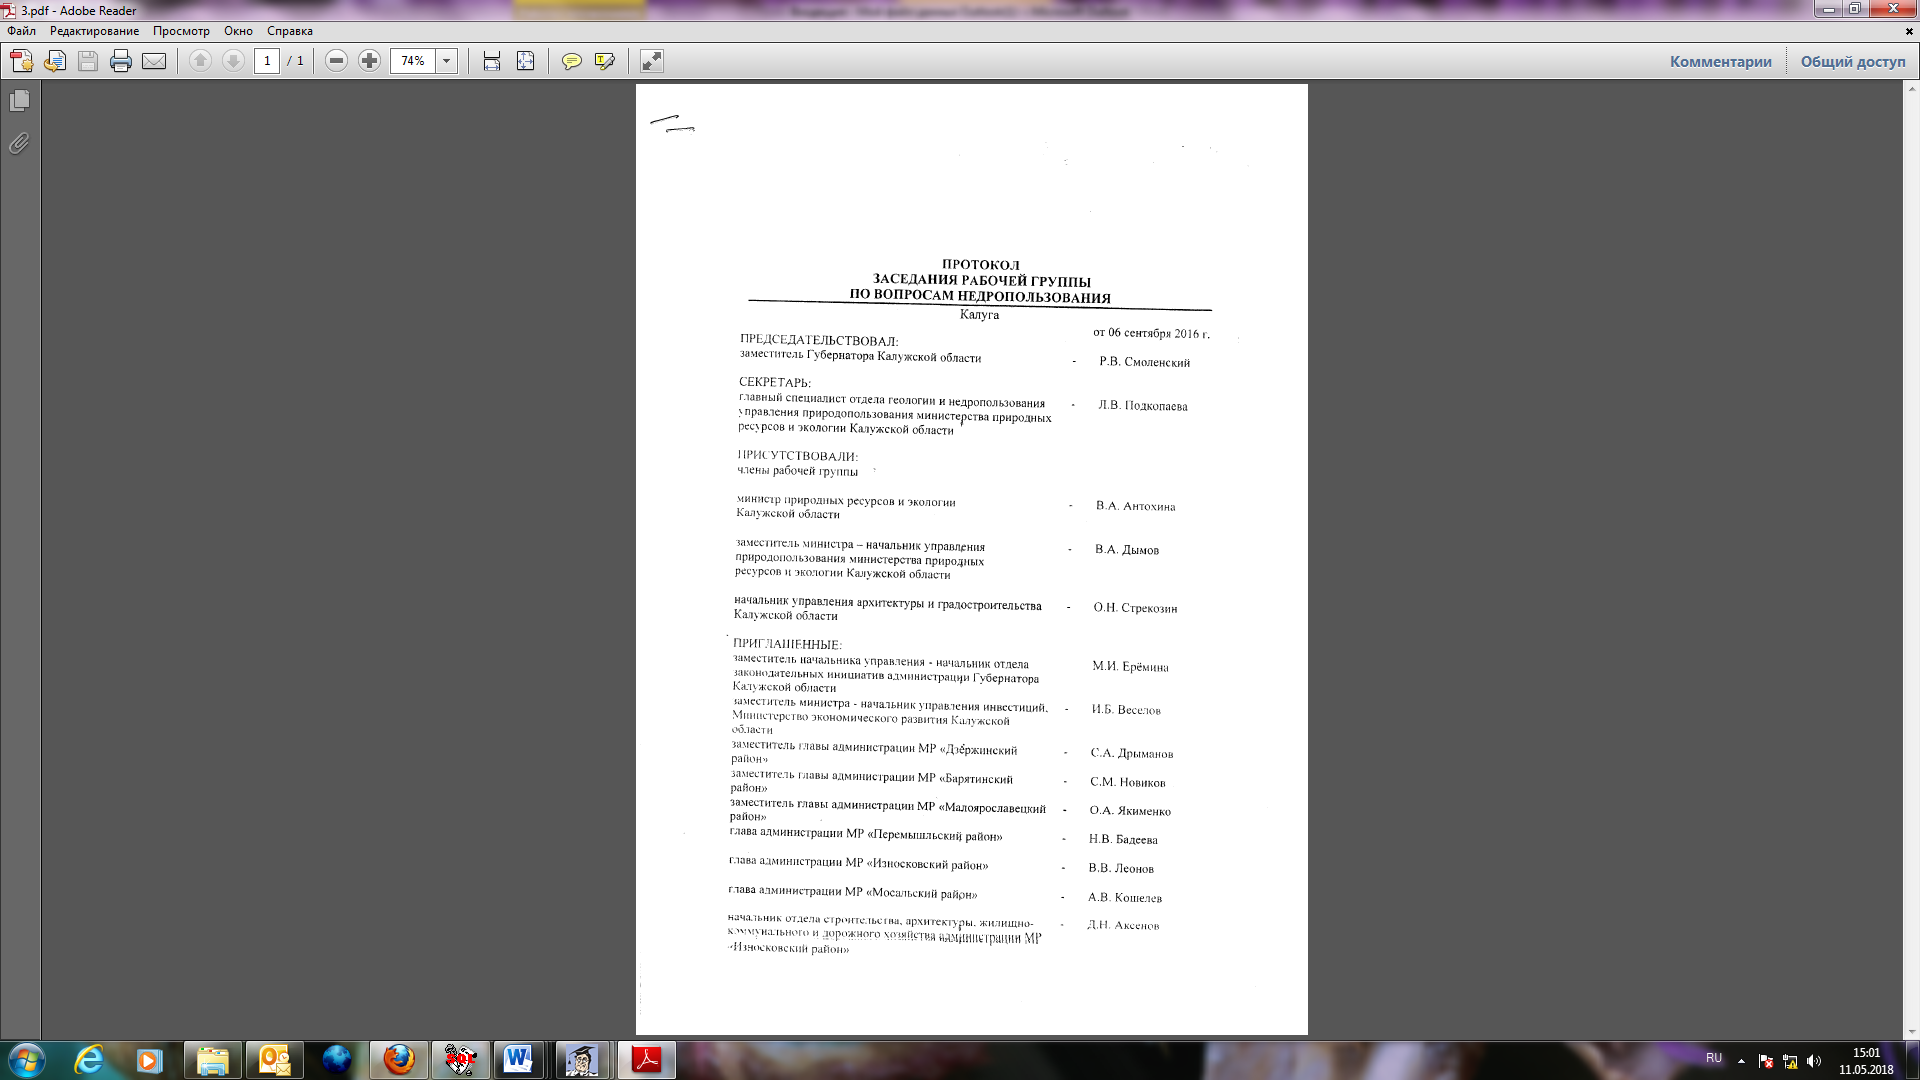 3.pdf - Adobe Reader
Файл Редактирование Просмотр Окно Справка
1 / 1 74% Комментарии Общий доступ
ПРОТОКОЛ
ЗАСЕДАНИЯ РАБОЧЕЙ ГРУППЫ
ПО ВОПРОСАМ НЕДРОПОЛЬЗОВАНИЯ
Калуга
от 06 сентября 2016 г.
ПРЕДСЕДАТЕЛЬСТВОВАЛ:
заместитель Губернатора Калужской области - Р.В. Смоленский
СЕКРЕТАРЬ:
главный специалист отдела геологии и недропользования - Л.В. Подкопаева
управления природопользования министерства природных
ресурсов и экологии Калужской области
ПРИСУТСТВОВАЛИ:
члены рабочей группы
министр природных ресурсов и экологии - В.А. Антохина
Калужской области
заместитель министра – начальник управления - В.А. Дымов
природопользования министерства природных
ресурсов и экологии Калужской области
начальник управления архитектуры и градостроительства - О.Н. Стрекозин
Калужской области
ПРИГЛАШЕННЫЕ:
заместитель начальника управления - начальник отдела М.И. Ерёмина
законодательных инициатив администрации Губернатора
Калужской области
заместитель министра - начальник управления инвестиций, - И.Б. Веселов
Министерство экономического развития Калужской
области
заместитель главы администрации МР «Дзержинский - С.А. Дрыманов
район»
заместитель главы администрации МР «Барятинский - С.М. Новиков
район»
заместитель главы администрации МР «Малоярославецкий - О.А. Якименко
район»
глава администрации МР «Перемышльский район» - Н.В. Бадеева
глава администрации МР «Износковский район» - В.В. Леонов
глава администрации МР «Мосальский район» - А.В. Кошелев
начальник отдела строительства, архитектуры, жилищно- - Д.Н. Аксенов
коммунального и дорожного хозяйства администрации МР
«Износковский район»
RU
15:01
11.05.2018